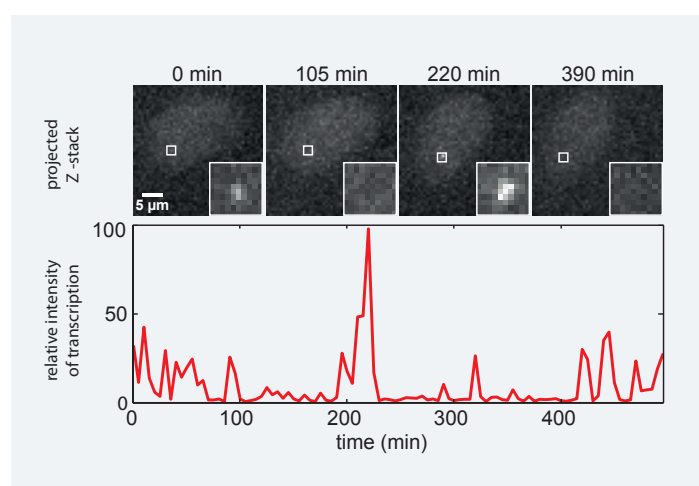 0 min 105 min 220 min 390 min
projected
Z -stack
5 µm
relative intensity
of transcription
100
50
0
0 100 200 300 400
time (min)